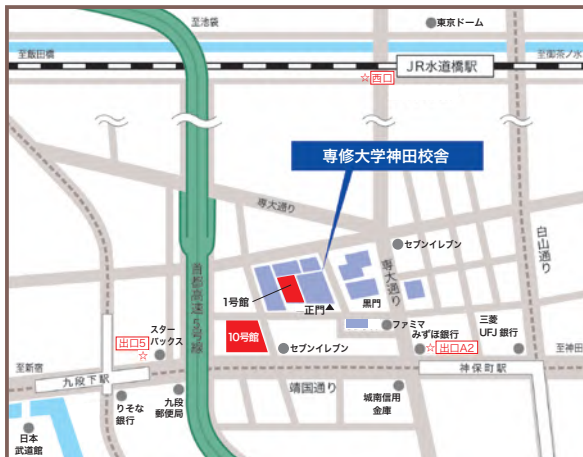 至池袋
東京ドーム
至飯田橋
至御茶ノ水
JR水道橋駅
☆西口
専修大学神田校舎
専大通り
白山通り
セブンイレブン
専大通り
首都高速5号線
1号館
正門▲
黒門
ファミマ
みずほ銀行
三菱
UFJ 銀行
出口5
☆
スター
バックス
10号館
セブンイレブン
☆出口A2
至新宿
九段下駅
神保町駅
至神田
靖国通り
りそな
銀行
九段
郵便局
城南信用
金庫
日本
武道館